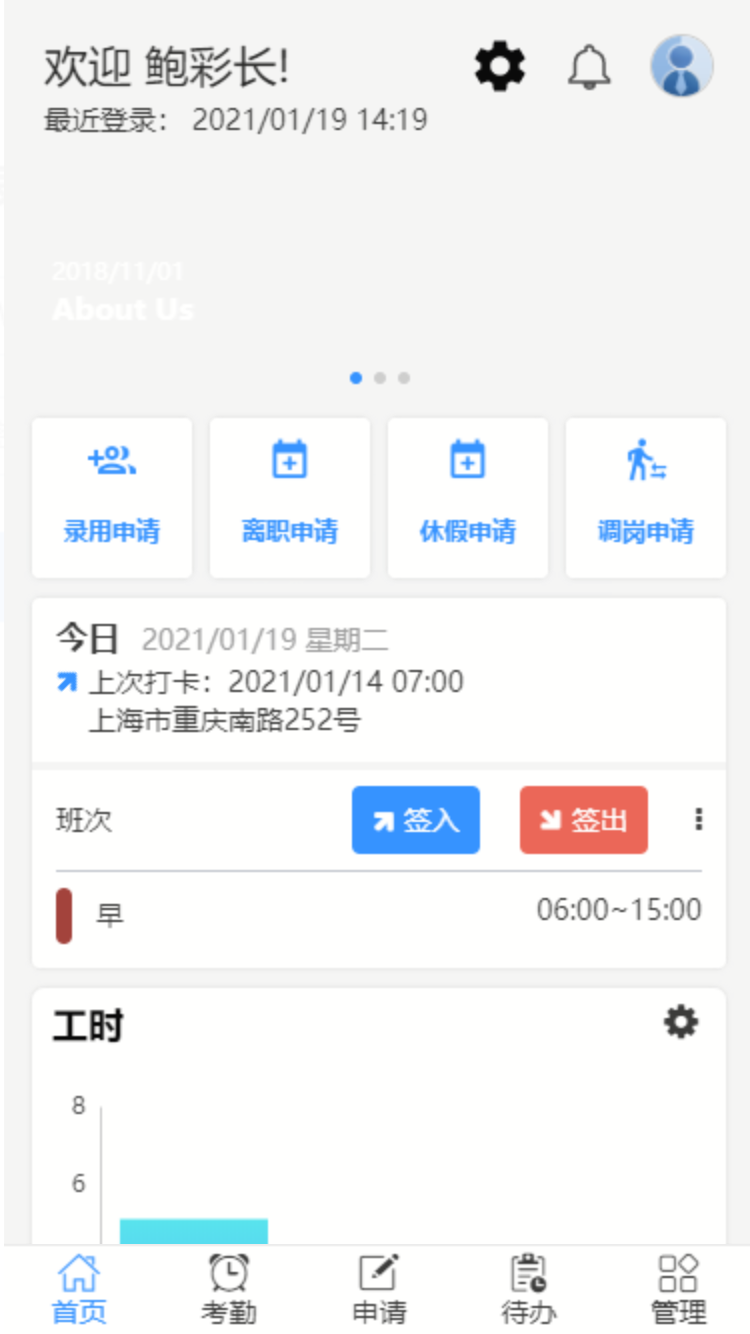 欢迎 鲍彩长!
最近登录： 2021/01/19 14:19
2018/11/01
About Us
录用申请 离职申请 休假申请 调岗申请
今日 2021/01/19 星期二
上次打卡：2021/01/14 07:00
上海市重庆南路252号
班次 签入 签出
早 06:00~15:00
工时
8
6
首页 考勤 申请 待办 管理